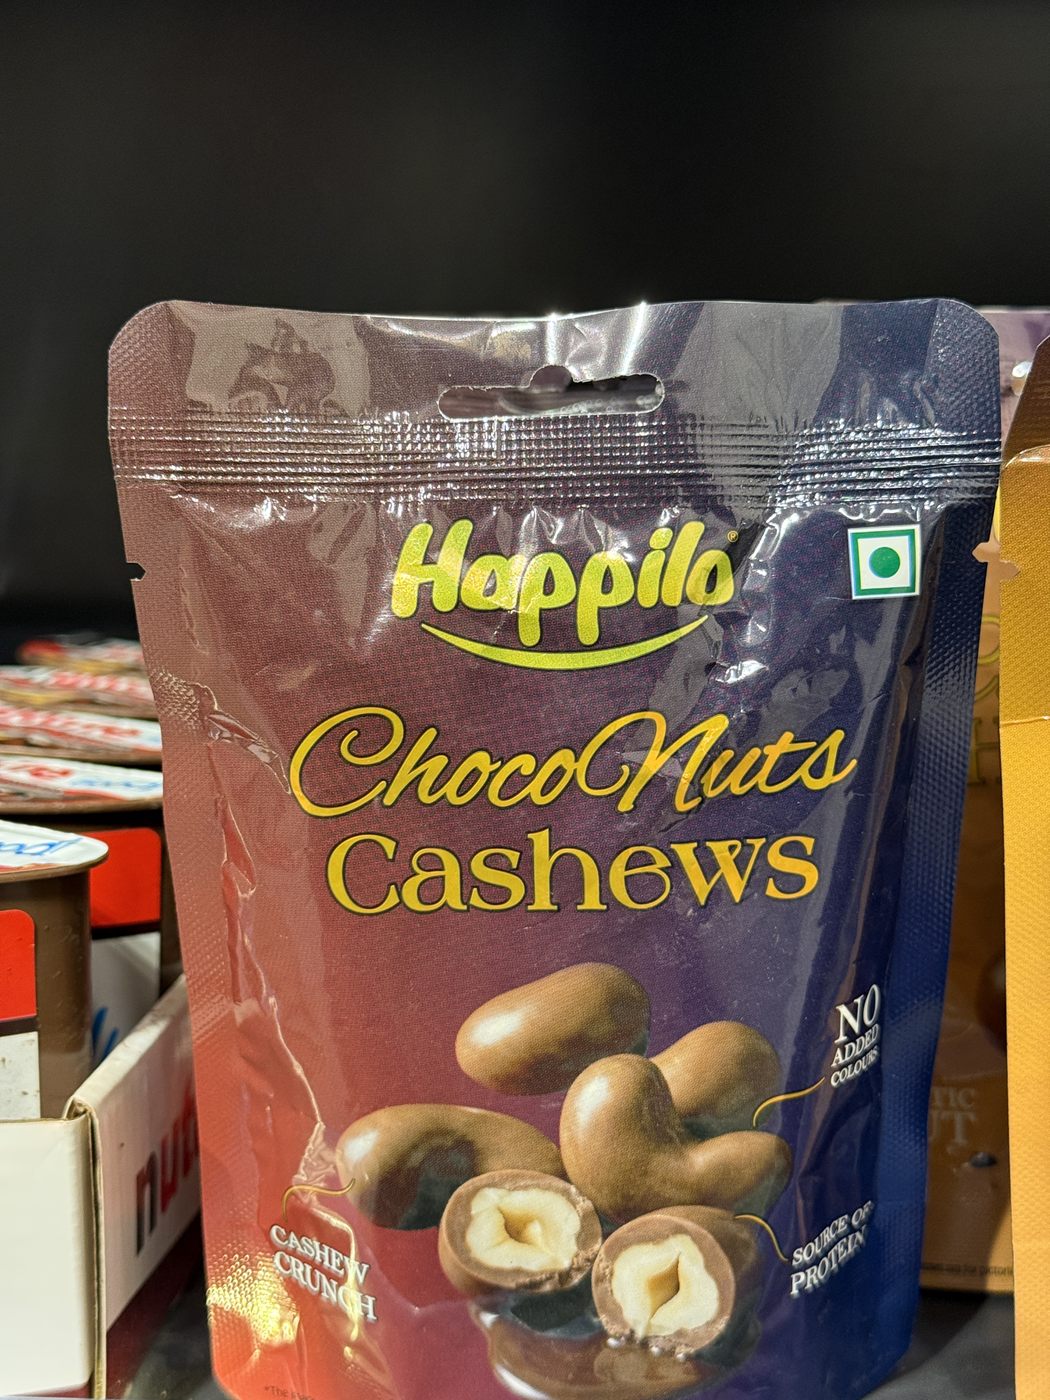 Happilo®
ChocoNuts
Cashews
NO
ADDED
COLOURS
CASHEW
CRUNCH
SOURCE OF
PROTEIN